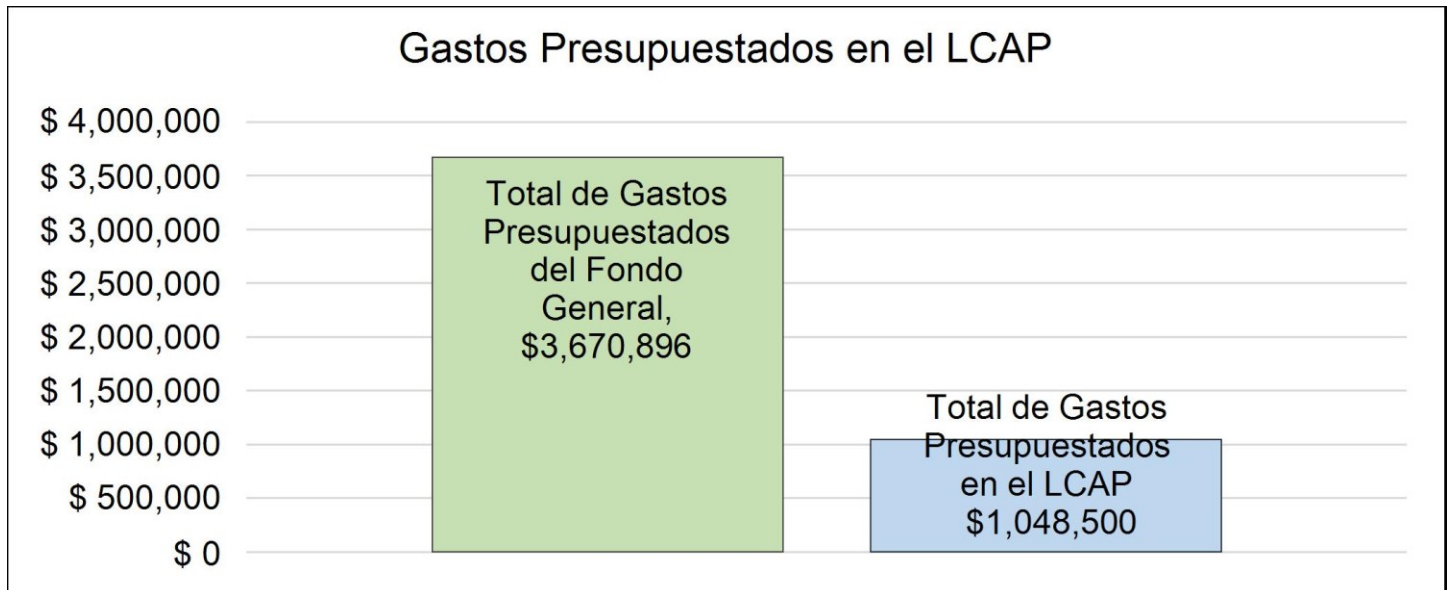 Gastos Presupuestados en el LCAP
$ 4,000,000
$ 3,500,000
$ 3,000,000
$ 2,500,000
$ 2,000,000
$ 1,500,000
$ 1,000,000
$ 500,000
$ 0
Total de Gastos
Presupuestados
del Fondo
General,
$3,670,896
Total de Gastos
Presupuestados
en el LCAP
$1,048,500